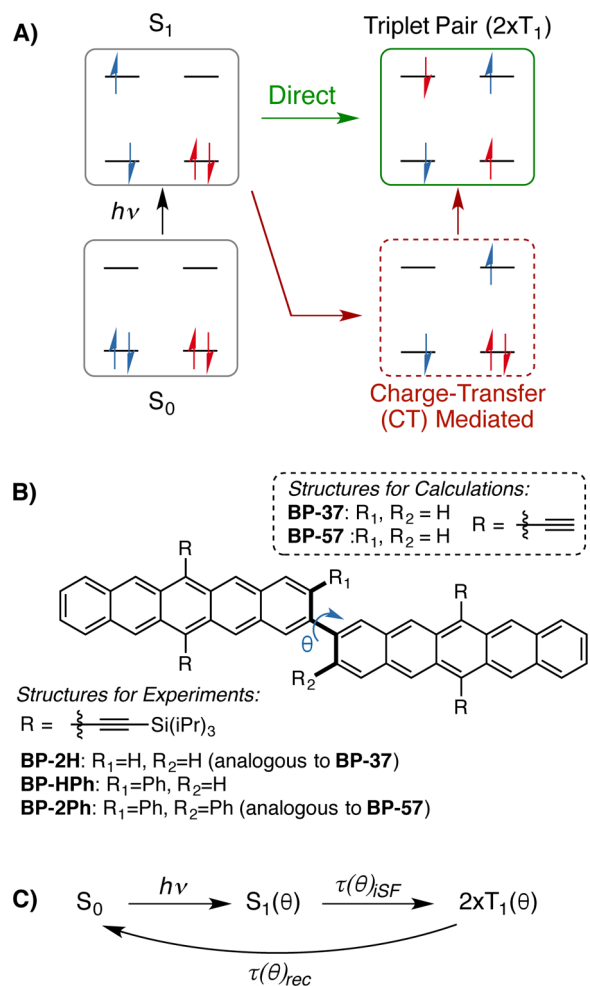 A)
S₁
Triplet Pair (2xT₁)
Direct
hν
S₀
Charge-Transfer
(CT) Mediated
B)
Structures for Calculations:
BP-37: R₁, R₂ = H
BP-57 :R₁, R₂ = H
R =
R
R₁
R
θ
R
R₂
R
Structures for Experiments:
R = Si(iPr)₃
BP-2H: R₁=H, R₂=H (analogous to BP-37)
BP-HPh: R₁=Ph, R₂=H
BP-2Ph: R₁=Ph, R₂=Ph (analogous to BP-57)
C)
S₀ hν S₁(θ) τ(θ)iSF 2xT₁(θ)
τ(θ)rec